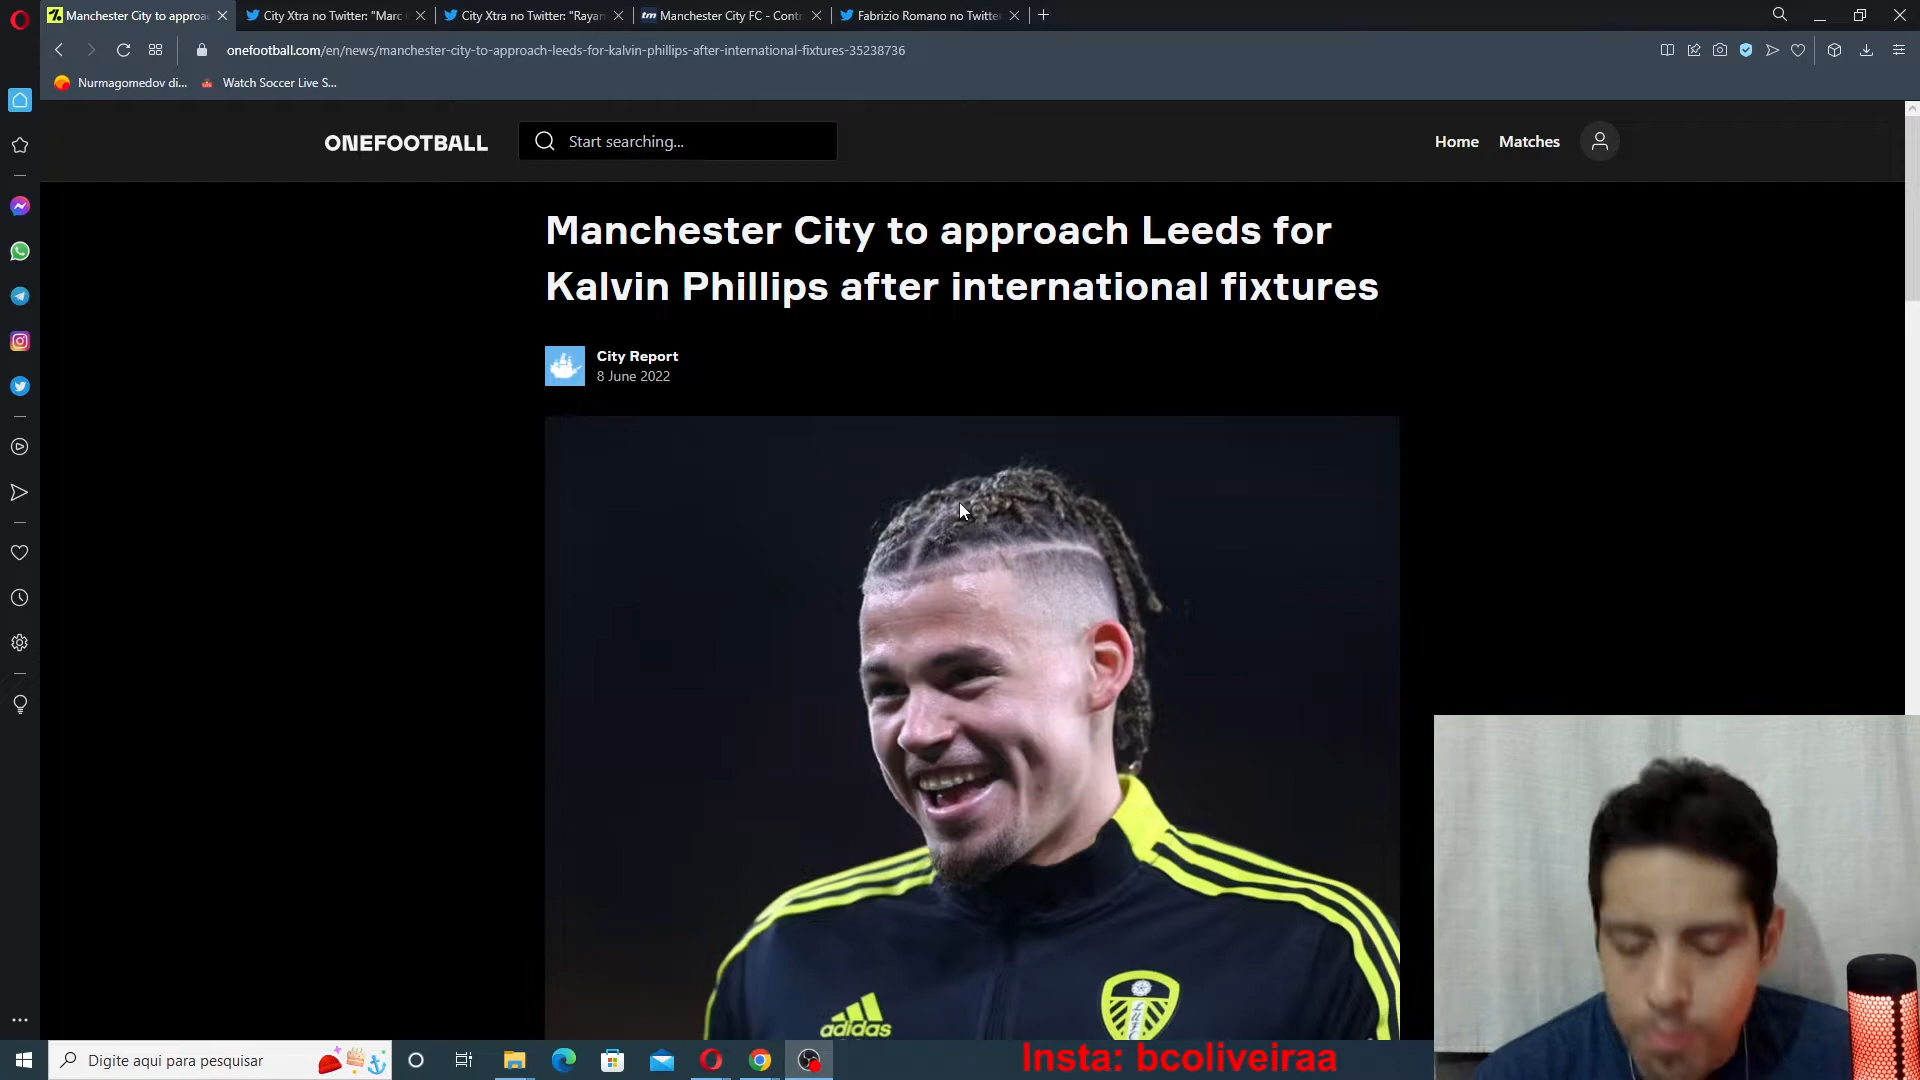 Manchester City to approa
City Xtra no Twitter: "Marc
City Xtra no Twitter: "Rayan
tm Manchester City FC - Contr
Fabrizio Romano no Twitter
onefootball.com/en/news/manchester-city-to-approach-leeds-for-kalvin-phillips-after-international-fixtures-35238736
Nurmagomedov di...
Watch Soccer Live S...
ONEFOOTBALL
Start searching...
Home
Matches
Manchester City to approach Leeds for
Kalvin Phillips after international fixtures
City Report
8 June 2022
adidas
LUFC
Digite aqui para pesquisar
Insta: bcoliveiraa